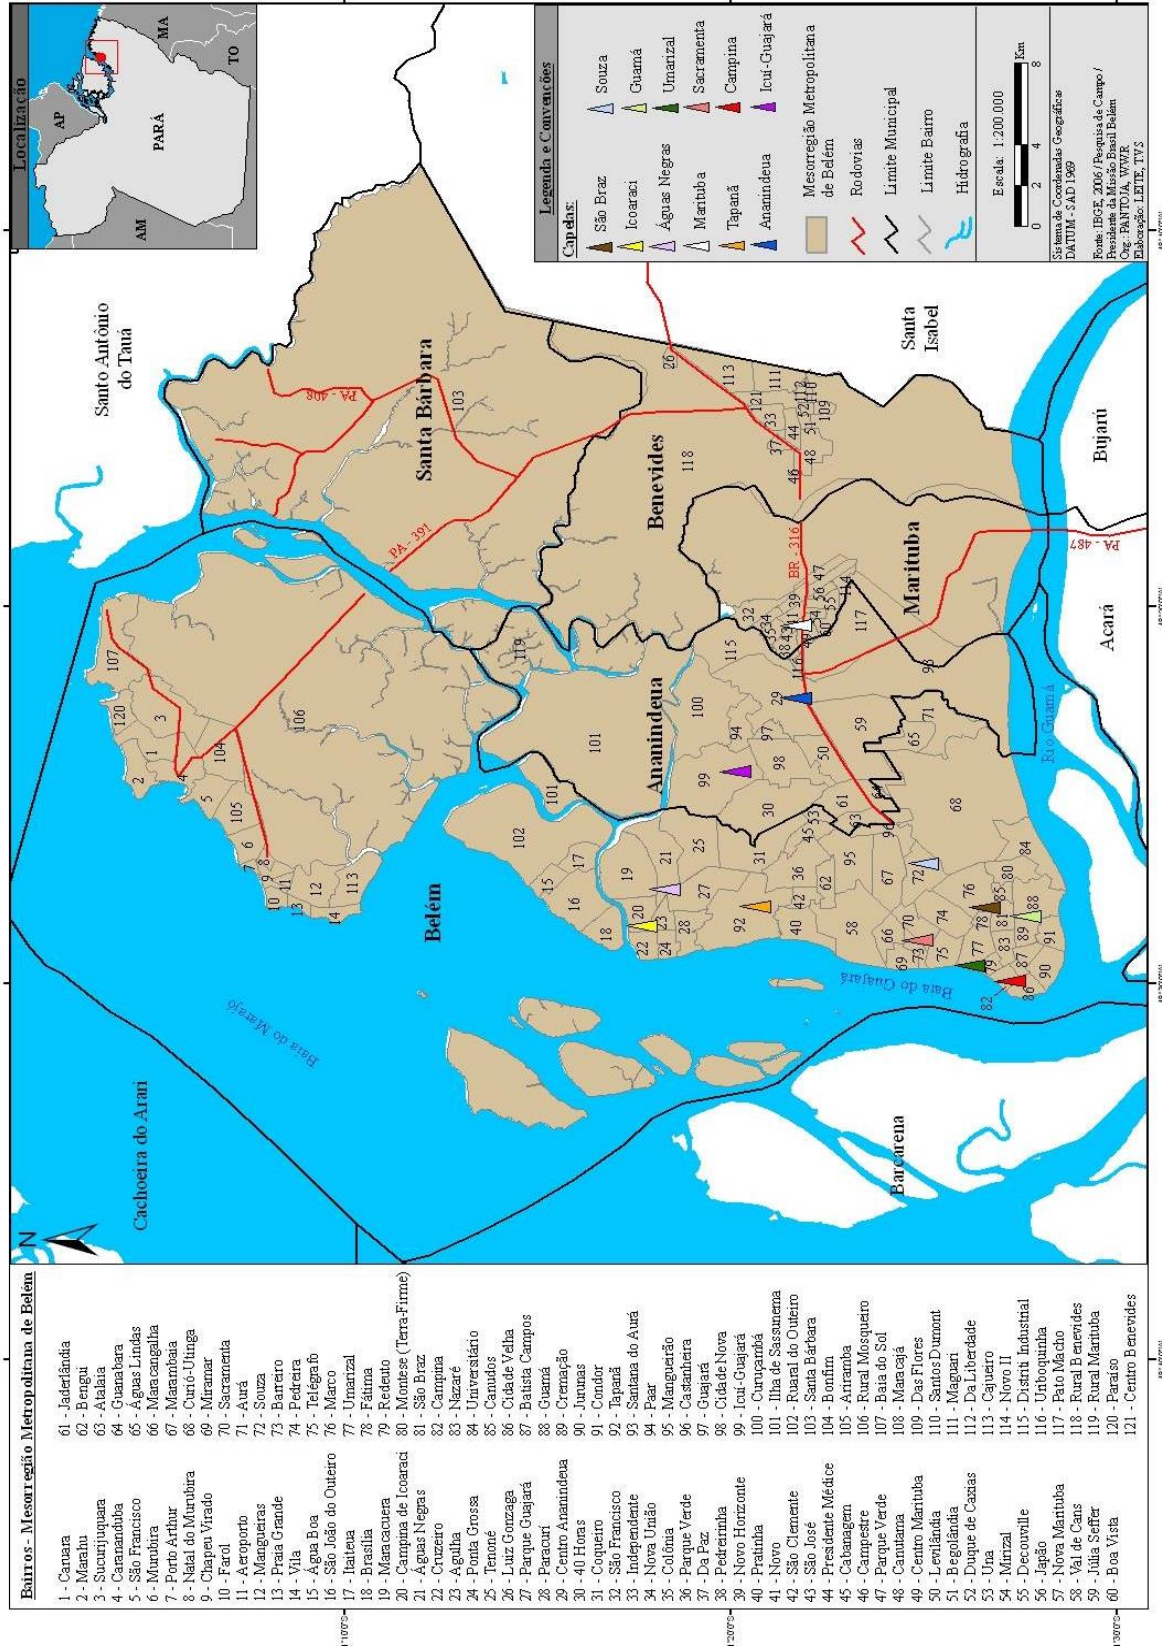 Bairros - Mesorregião Metropolitana de Belém
1 - Caruara
2 - Marahu
3 - Sucurijuquara
4 - Carananduba
5 - São Francisco
6 - Murubira
7 - Porto Arthur
8 - Natal do Murubira
9 - Chapeu Virado
10 - Farol
11 - Aeroporto
12 - Mangueiras
13 - Praia Grande
14 - Vila
15 - Água Boa
16 - São João do Outeiro
17 - Itaiteua
18 - Brasília
19 - Maracacuera
20 - Campina de Icoaraci
21 - Águas Negras
22 - Cruzeiro
23 - Agulha
24 - Ponta Grossa
25 - Tenoné
26 - Luiz Gonzaga
27 - Parque Guajará
28 - Paracuri
29 - Centro Ananindeua
30 - 40 Horas
31 - Coqueiro
32 - São Francisco
33 - Independente
34 - Nova União
35 - Colônia
36 - Parque Verde
37 - Da Paz
38 - Pedreirinha
39 - Novo Horizonte
40 - Pratinha
41 - Novo
42 - São Clemente
43 - São José
44 - Presidente Médice
45 - Cabanagem
46 - Campestre
47 - Parque Verde
48 - Canutama
49 - Centro Marituba
50 - Levilândia
51 - Begolândia
52 - Duque de Caxias
53 - Una
54 - Mirizal
55 - Decouville
56 - Japão
57 - Nova Marituba
58 - Val de Cans
59 - Júlia Seffer
60 - Boa Vista
61 - Jaderlândia
62 - Bengui
63 - Atalaia
64 - Guanabara
65 - Águas Lindas
66 - Maracangalha
67 - Marambaia
68 - Curió-Utinga
69 - Miramar
70 - Sacramenta
71 - Aurá
72 - Souza
73 - Barreiro
74 - Pedreira
75 - Telégrafo
76 - Marco
77 - Umarizal
78 - Fátima
79 - Reduto
80 - Montese (Terra-Firme)
81 - São Braz
82 - Campina
83 - Nazaré
84 - Universitário
85 - Canudos
86 - Cidade Velha
87 - Batista Campos
88 - Guamá
89 - Cremação
90 - Jurunas
91 - Condor
92 - Tapanã
93 - Santana do Aurá
94 - Paar
95 - Mangueirão
96 - Castanheira
97 - Guajará
98 - Cidade Nova
99 - Icuí-Guajará
100 - Curuçambá
101 - Ilha de Sassunema
102 - Ruaral do Outeiro
103 - Santa Bárbara
104 - Bonfim
105 - Ariramba
106 - Rural Mosqueiro
107 - Baia do Sol
108 - Maracajá
109 - Das Flores
110 - Santos Dumont
111 - Maguari
112 - Da Liberdade
113 - Cajueiro
114 - Novo II
115 - Distriti Industrial
116 - Uriboquinha
117 - Pato Macho
118 - Rural Benevides
119 - Rural Marituba
120 - Paraíso
121 - Centro Benevides
N
Cachoeira do Arari
Baia do Marajó
Belém
Baia do Guajará
Barcarena
Santo Antônio
do Tauá
Santa Bárbara
PA - 408
PA - 391
Benevides
Ananindeua
BR - 316
Marituba
PA - 487
Santa
Isabel
Bujarú
Acará
Rio Guamá
Localização
AP
MA
AM
PARÁ
TO
Legenda e Convenções
Capelas:
São Braz
Icoaraci
Águas Negras
Marituba
Tapanã
Ananindeua
Souza
Guamá
Umarizal
Sacramenta
Campina
Icuí-Guajará
Mesorregião Metropolitana
de Belém
Rodovias
Limite Municipal
Limite Bairro
Hidrografia
Escala: 1:200.000
0 2 4 8
Km
Sistema de Coordenadas Geográficas
DATUM - SAD 1969
Fonte: IBGE, 2006 / Pesquisa de Campo /
Presidente da Missão Brasil Belém
Org.: PANTOJA, W.W.R
Elaboração: LEITE, T.V.S